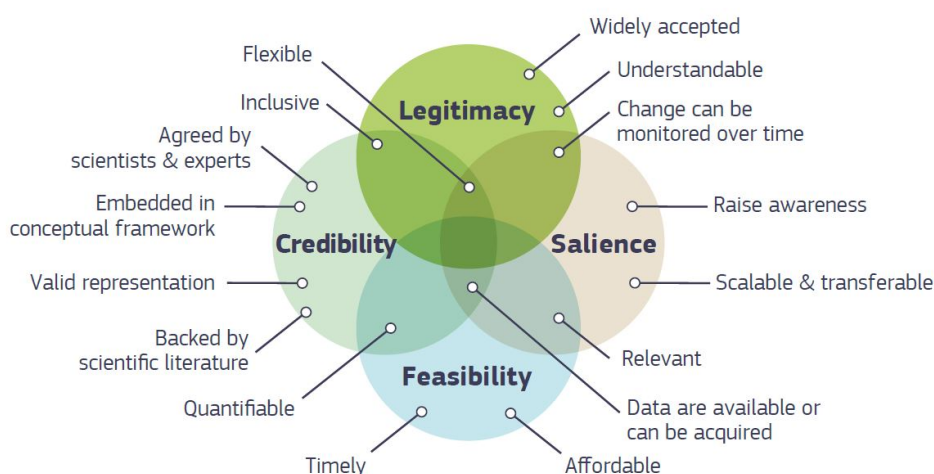 Widely accepted
Flexible
Understandable
Inclusive
Legitimacy
Change can be
monitored over time
Agreed by
scientists & experts
Embedded in
conceptual framework
Raise awareness
Credibility
Salience
Valid representation
Scalable & transferable
Backed by
scientific literature
Relevant
Feasibility
Quantifiable
Data are available or
can be acquired
Timely
Affordable